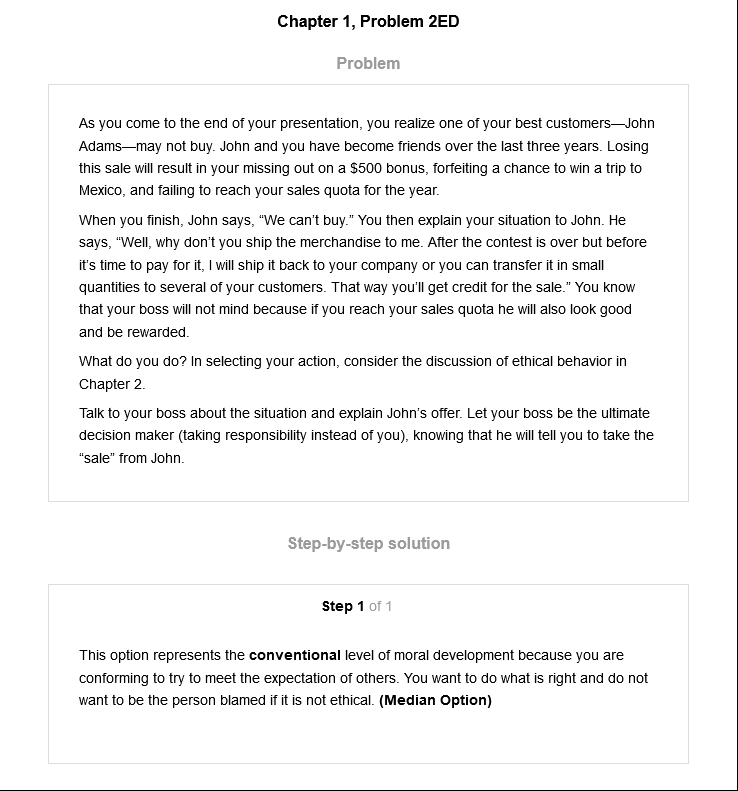 Chapter 1, Problem 2ED
Problem
As you come to the end of your presentation, you realize one of your best customers—John
Adams—may not buy. John and you have become friends over the last three years. Losing
this sale will result in your missing out on a $500 bonus, forfeiting a chance to win a trip to
Mexico, and failing to reach your sales quota for the year.
When you finish, John says, “We can’t buy.” You then explain your situation to John. He
says, “Well, why don’t you ship the merchandise to me. After the contest is over but before
it’s time to pay for it, I will ship it back to your company or you can transfer it in small
quantities to several of your customers. That way you’ll get credit for the sale.” You know
that your boss will not mind because if you reach your sales quota he will also look good
and be rewarded.
What do you do? In selecting your action, consider the discussion of ethical behavior in
Chapter 2.
Talk to your boss about the situation and explain John’s offer. Let your boss be the ultimate
decision maker (taking responsibility instead of you), knowing that he will tell you to take the
“sale” from John.
Step-by-step solution
Step 1 of 1
This option represents the conventional level of moral development because you are
conforming to try to meet the expectation of others. You want to do what is right and do not
want to be the person blamed if it is not ethical. (Median Option)